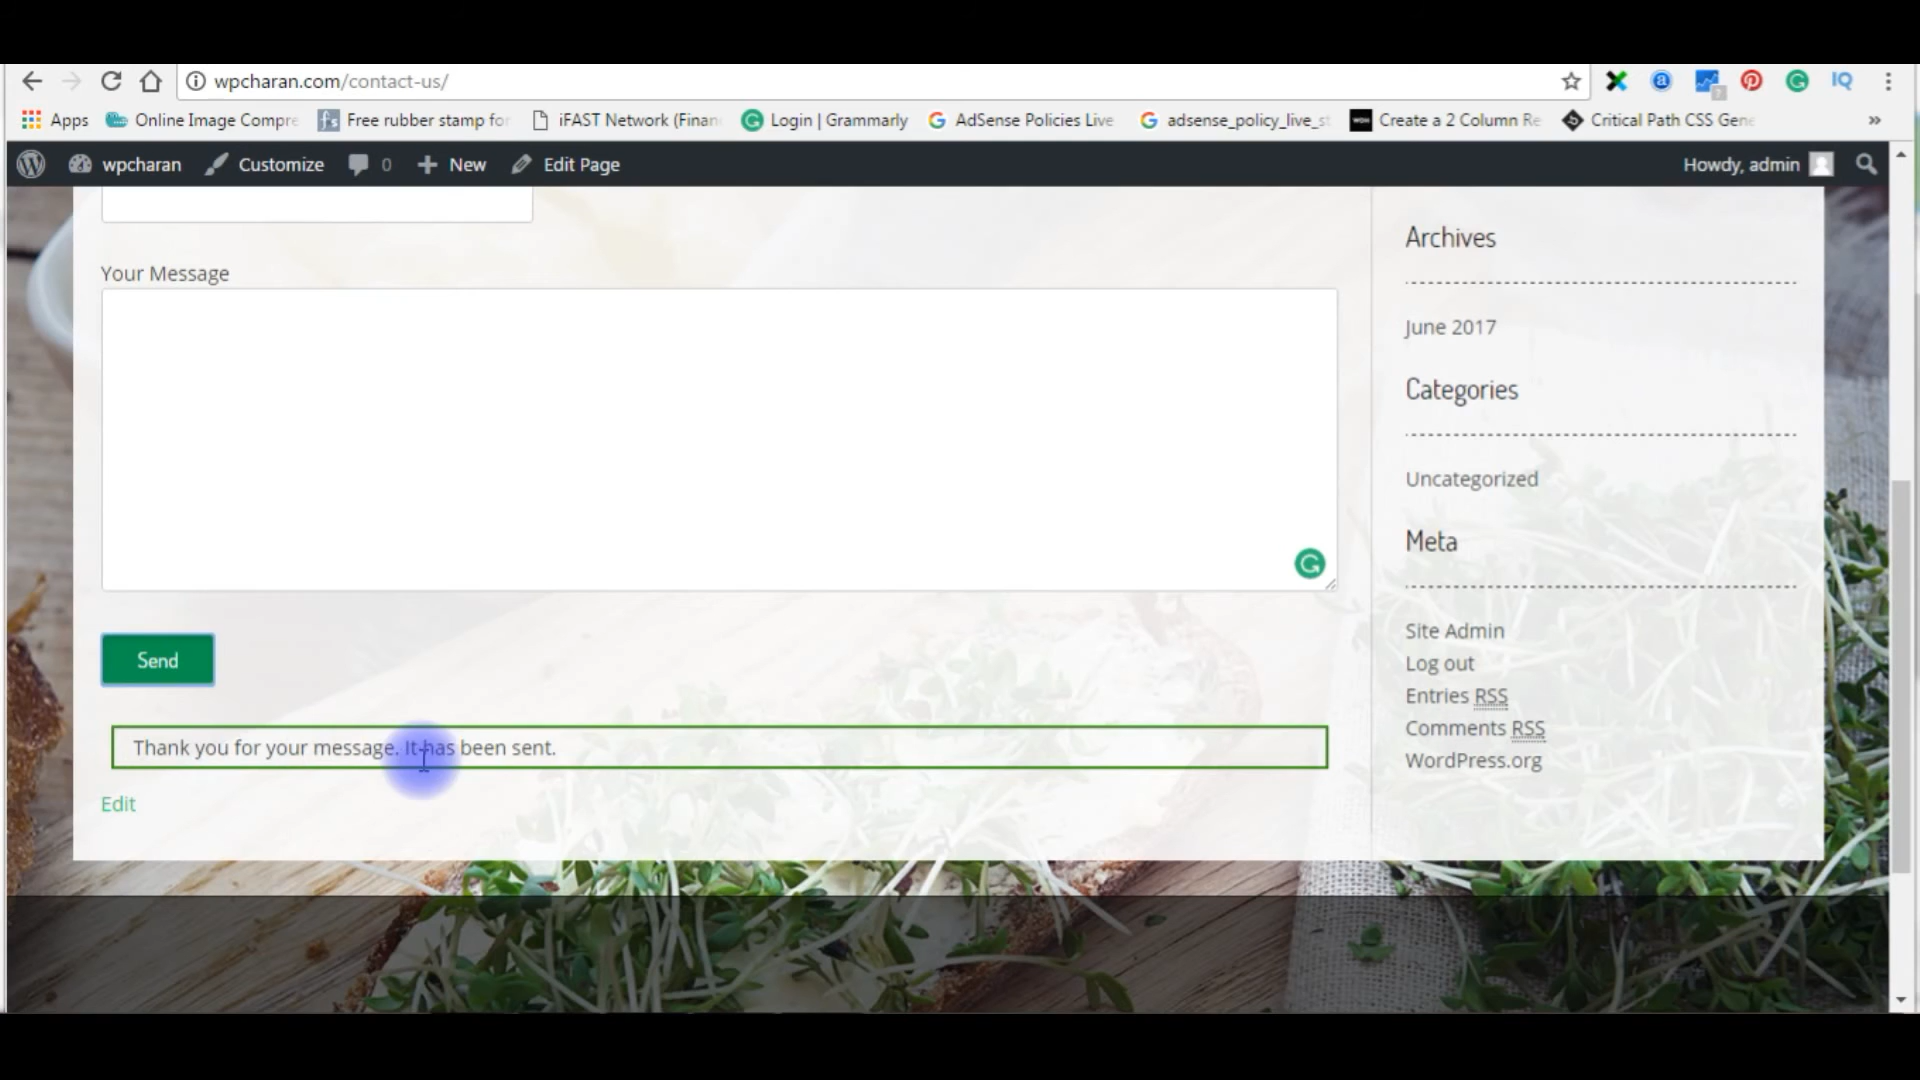 wpcharan.com/contact-us/
Apps Online Image Compre Free rubber stamp for iFAST Network (Finan Login | Grammarly AdSense Policies Live adsense_policy_live_s Create a 2 Column Re Critical Path CSS Gene »
wpcharan Customize 0 + New Edit Page Howdy, admin
Your Message
Send
Thank you for your message. It has been sent.
Edit
Archives
June 2017
Categories
Uncategorized
Meta
Site Admin
Log out
Entries RSS
Comments RSS
WordPress.org